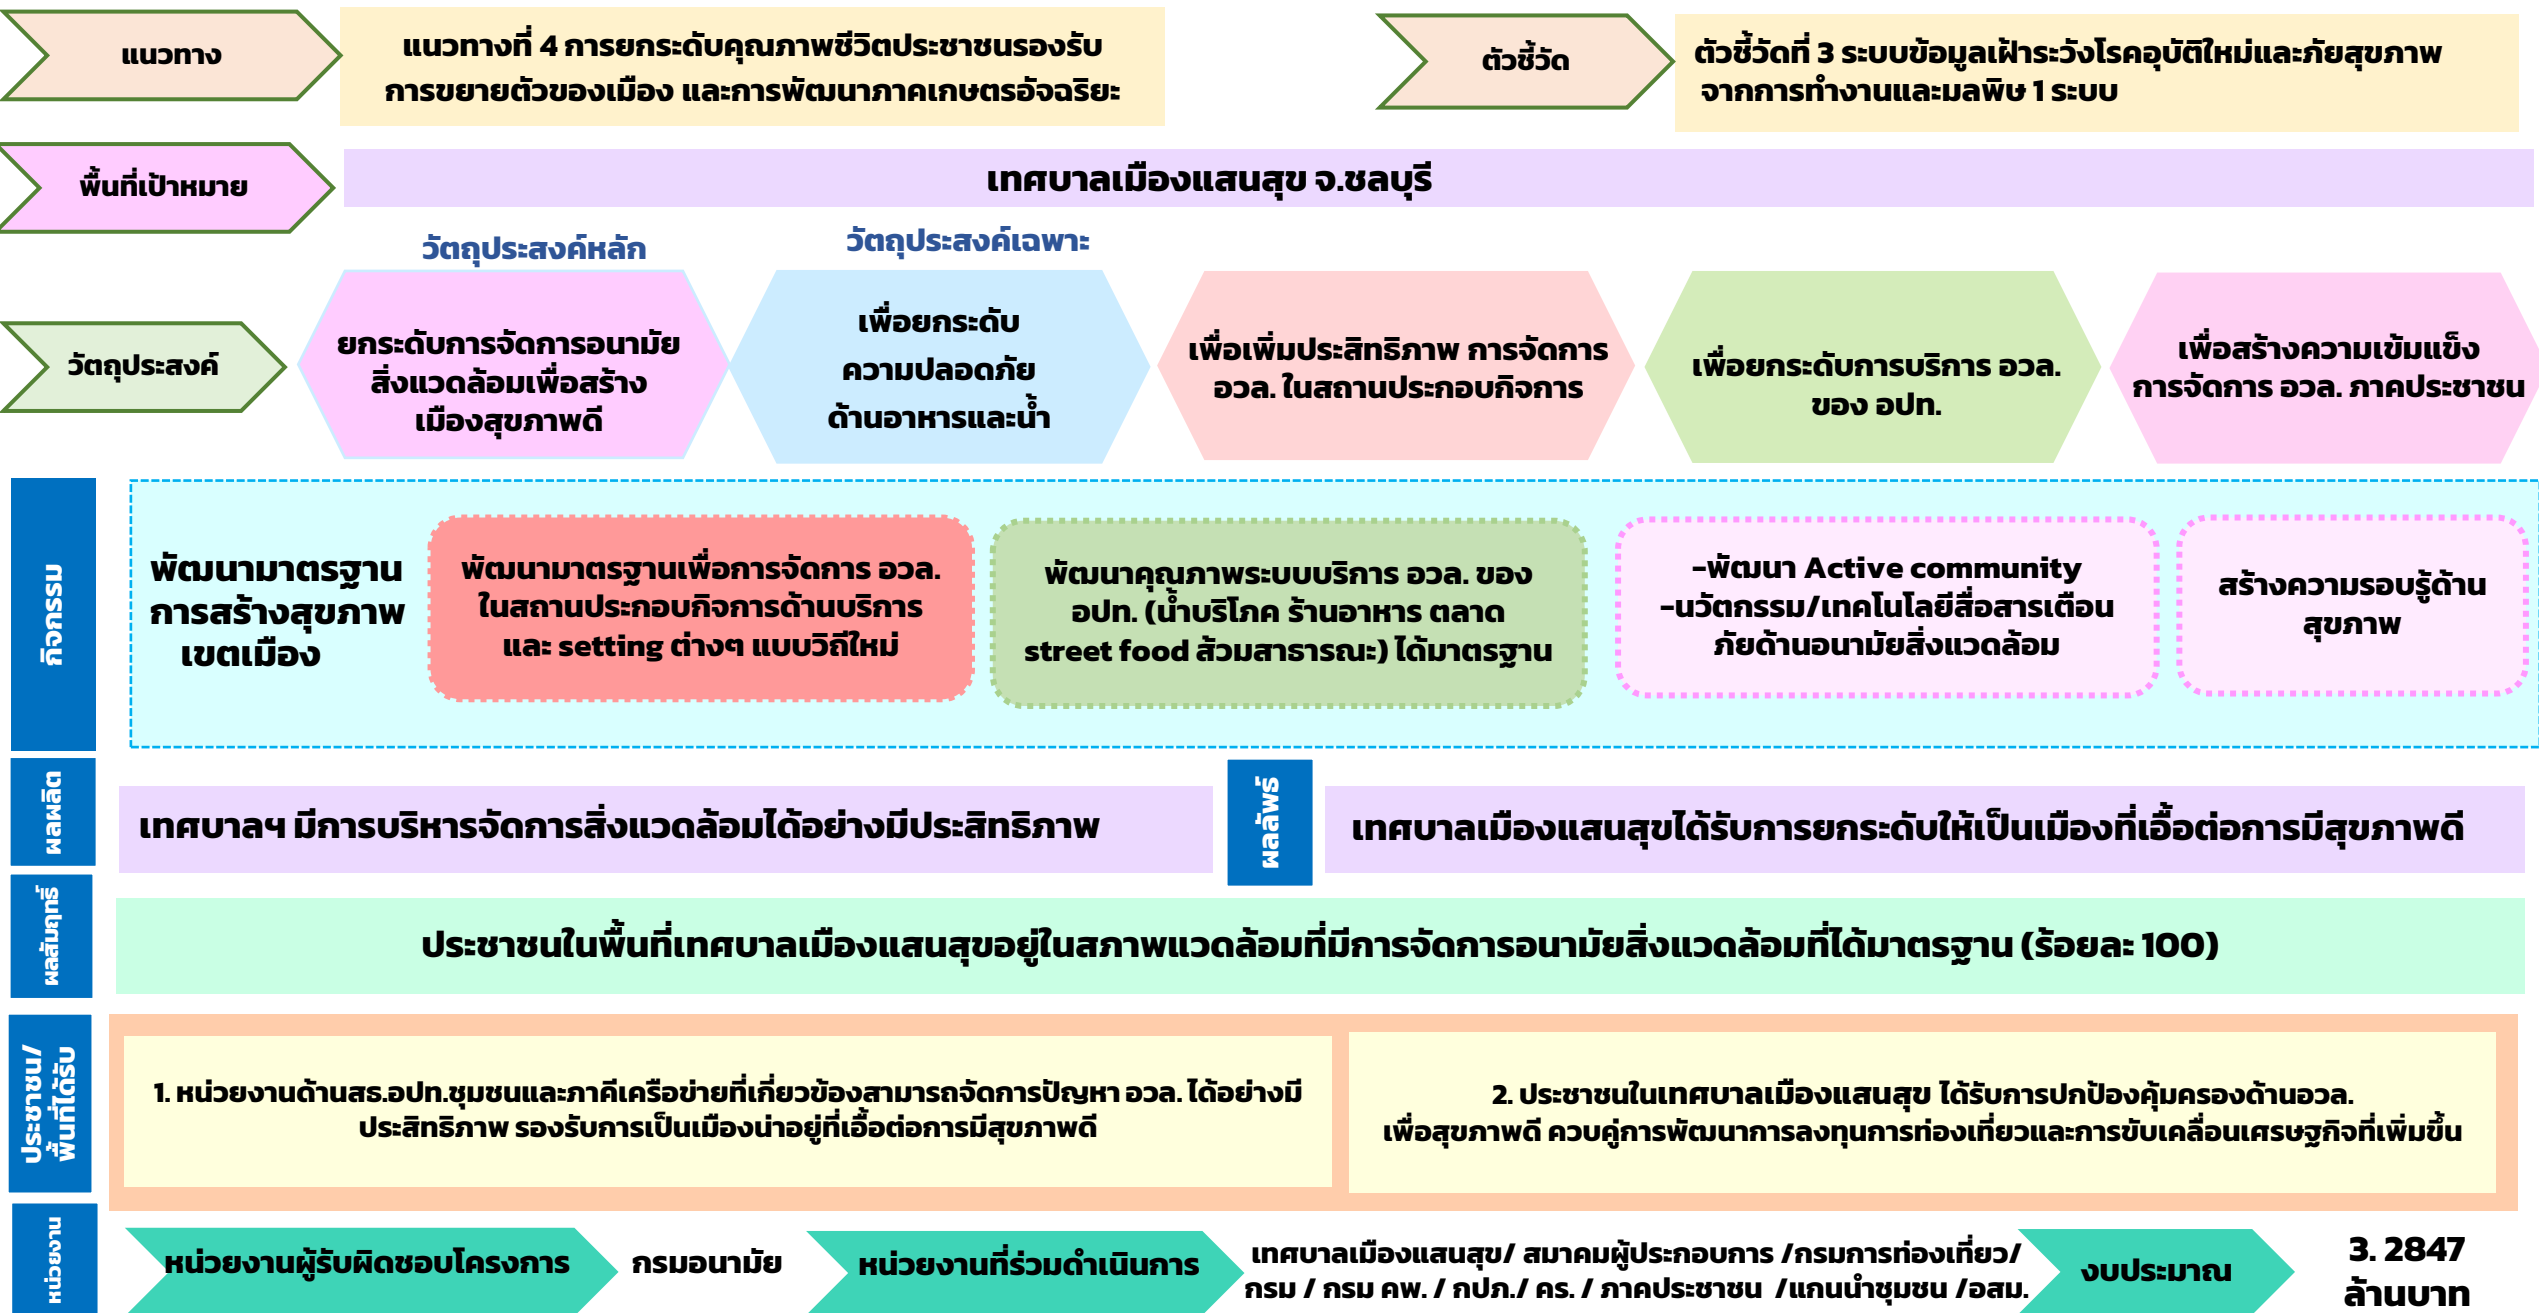 แนวทาง
แนวทางที่ 4 การยกระดับคุณภาพชีวิตประชาชนรองรับ
การขยายตัวของเมือง และการพัฒนาภาคเกษตรอัจฉริยะ
ตัวชี้วัด
ตัวชี้วัดที่ 3 ระบบข้อมูลเฝ้าระวังโรคอุบัติใหม่และภัยสุขภาพ
จากการทำงานและมลพิษ 1 ระบบ
พื้นที่เป้าหมาย
เทศบาลเมืองแสนสุข จ.ชลบุรี
วัตถุประสงค์หลัก
วัตถุประสงค์เฉพาะ
วัตถุประสงค์
ยกระดับการจัดการอนามัย
สิ่งแวดล้อมเพื่อสร้าง
เมืองสุขภาพดี
เพื่อยกระดับ
ความปลอดภัย
ด้านอาหารและน้ำ
เพื่อเพิ่มประสิทธิภาพ การจัดการ
อวล. ในสถานประกอบกิจการ
เพื่อยกระดับการบริการ อวล.
ของ อปท.
เพื่อสร้างความเข้มแข็ง
การจัดการ อวล. ภาคประชาชน
กิจกรรม
พัฒนามาตรฐาน
การสร้างสุขภาพ
เขตเมือง
พัฒนามาตรฐานเพื่อการจัดการ อวล.
ในสถานประกอบกิจการด้านบริการ
และ setting ต่างๆ แบบวิถีใหม่
พัฒนาคุณภาพระบบบริการ อวล. ของ
อปท. (น้ำบริโภค ร้านอาหาร ตลาด
street food ส้วมสาธารณะ) ได้มาตรฐาน
-พัฒนา Active community
-นวัตกรรม/เทคโนโลยีสื่อสารเตือน
ภัยด้านอนามัยสิ่งแวดล้อม
สร้างความรอบรู้ด้าน
สุขภาพ
ผลผลิต
เทศบาลฯ มีการบริหารจัดการสิ่งแวดล้อมได้อย่างมีประสิทธิภาพ
ผลลัพธ์
เทศบาลเมืองแสนสุขได้รับการยกระดับให้เป็นเมืองที่เอื้อต่อการมีสุขภาพดี
ผลสัมฤทธิ์
ประชาชนในพื้นที่เทศบาลเมืองแสนสุขอยู่ในสภาพแวดล้อมที่มีการจัดการอนามัยสิ่งแวดล้อมที่ได้มาตรฐาน (ร้อยละ 100)
ประชาชน/
พื้นที่ได้รับ
1. หน่วยงานด้านสธ.อปท.ชุมชนและภาคีเครือข่ายที่เกี่ยวข้องสามารถจัดการปัญหา อวล. ได้อย่างมี
ประสิทธิภาพ รองรับการเป็นเมืองน่าอยู่ที่เอื้อต่อการมีสุขภาพดี
2. ประชาชนในเทศบาลเมืองแสนสุข ได้รับการปกป้องคุ้มครองด้านอวล.
เพื่อสุขภาพดี ควบคู่การพัฒนาการลงทุนการท่องเที่ยวและการขับเคลื่อนเศรษฐกิจที่เพิ่มขึ้น
หน่วยงาน
หน่วยงานผู้รับผิดชอบโครงการ
กรมอนามัย
หน่วยงานที่ร่วมดำเนินการ
เทศบาลเมืองแสนสุข/ สมาคมผู้ประกอบการ /กรมการท่องเที่ยว/
กรม / กรม คพ. / กปภ./ คร. / ภาคประชาชน /แกนนำชุมชน /อสม.
งบประมาณ
3. 2847
ล้านบาท